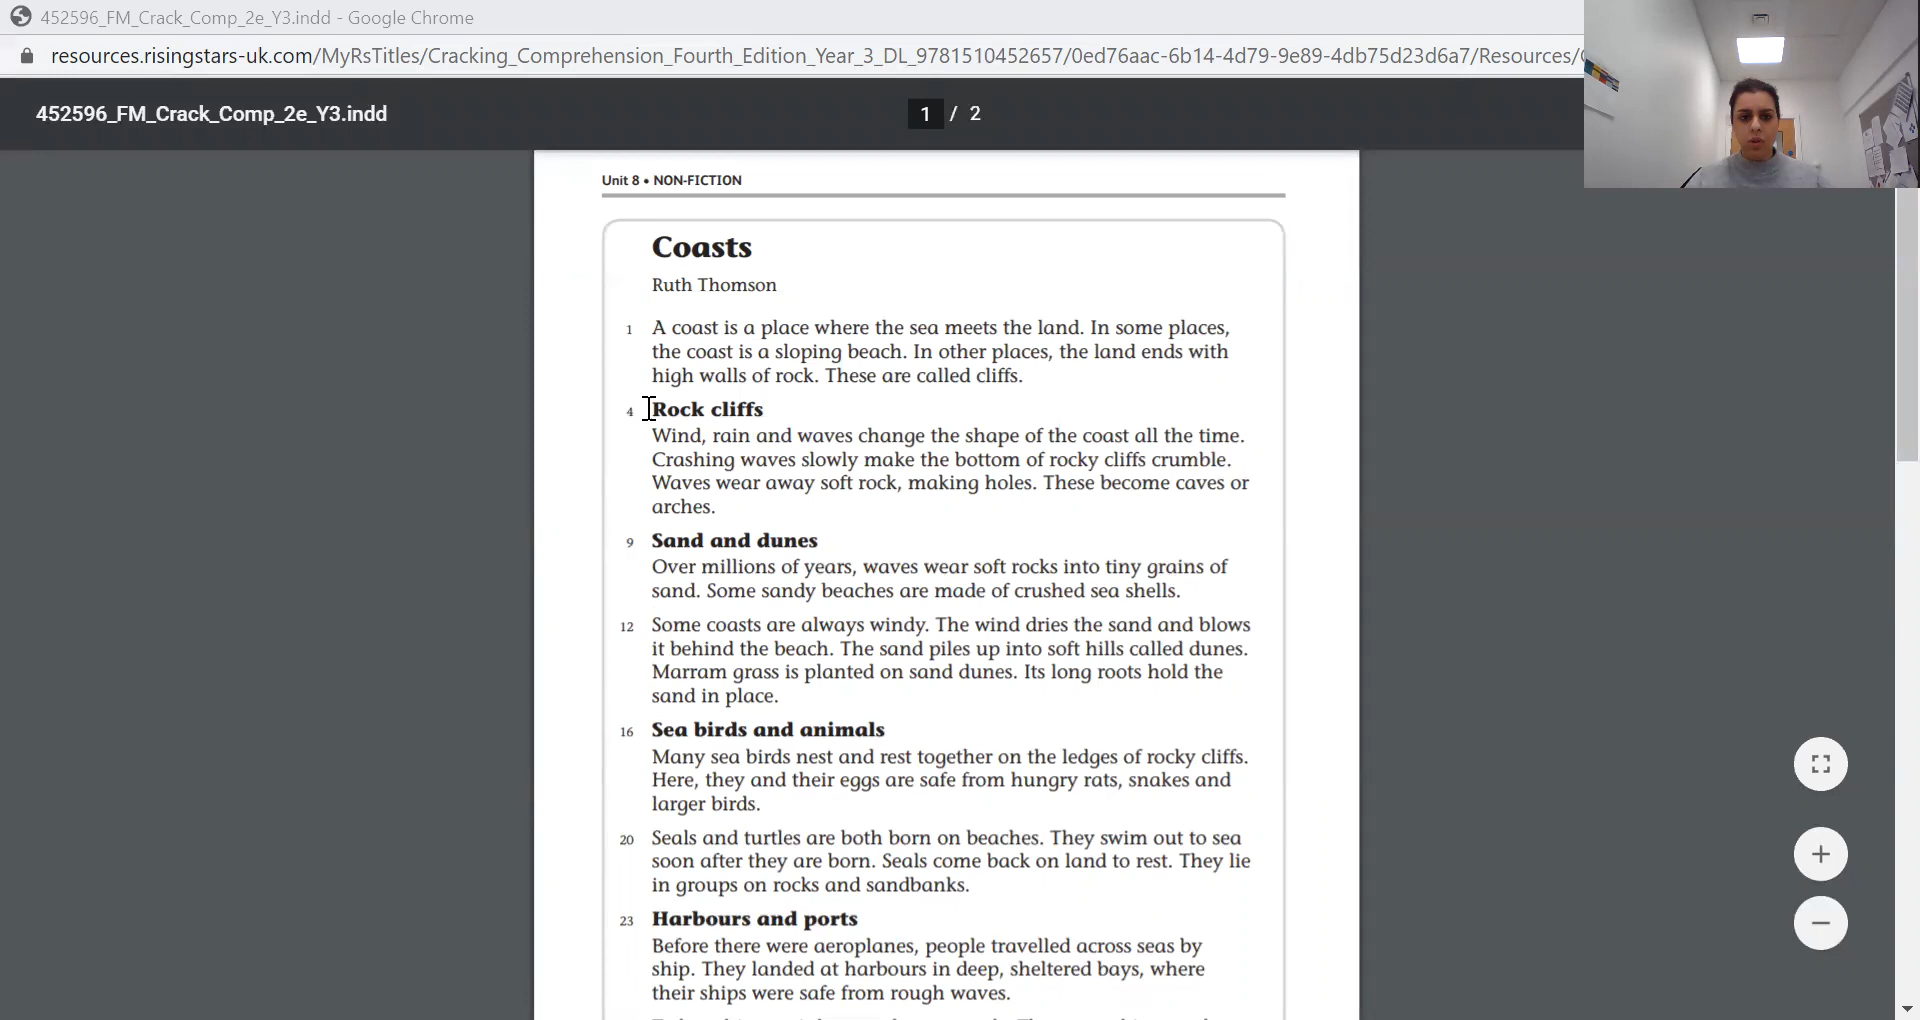 452596_FM_Crack_Comp_2e_Y3.indd - Google Chrome
resources.risingstars-uk.com/MyRsTitles/Cracking_Comprehension_Fourth_Edition_Year_3_DL_9781510452657/0ed76aac-6b14-4d79-9e89-4db75d23d6a7/Resources/
452596_FM_Crack_Comp_2e_Y3.indd
1 / 2
Unit 8 • NON-FICTION
Coasts
Ruth Thomson
1 A coast is a place where the sea meets the land. In some places,
the coast is a sloping beach. In other places, the land ends with
high walls of rock. These are called cliffs.
4 Rock cliffs
Wind, rain and waves change the shape of the coast all the time.
Crashing waves slowly make the bottom of rocky cliffs crumble.
Waves wear away soft rock, making holes. These become caves or
arches.
9 Sand and dunes
Over millions of years, waves wear soft rocks into tiny grains of
sand. Some sandy beaches are made of crushed sea shells.
12 Some coasts are always windy. The wind dries the sand and blows
it behind the beach. The sand piles up into soft hills called dunes.
Marram grass is planted on sand dunes. Its long roots hold the
sand in place.
16 Sea birds and animals
Many sea birds nest and rest together on the ledges of rocky cliffs.
Here, they and their eggs are safe from hungry rats, snakes and
larger birds.
20 Seals and turtles are both born on beaches. They swim out to sea
soon after they are born. Seals come back on land to rest. They lie
in groups on rocks and sandbanks.
23 Harbours and ports
Before there were aeroplanes, people travelled across seas by
ship. They landed at harbours in deep, sheltered bays, where
their ships were safe from rough waves.